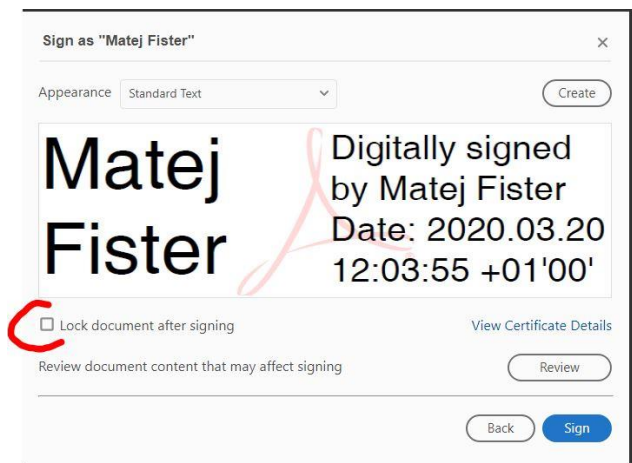 Sign as "Matej Fister"
Appearance Standard Text Create
Matej
Fister
Digitally signed
by Matej Fister
Date: 2020.03.20
12:03:55 +01'00'
Lock document after signing View Certificate Details
Review document content that may affect signing Review
Back Sign